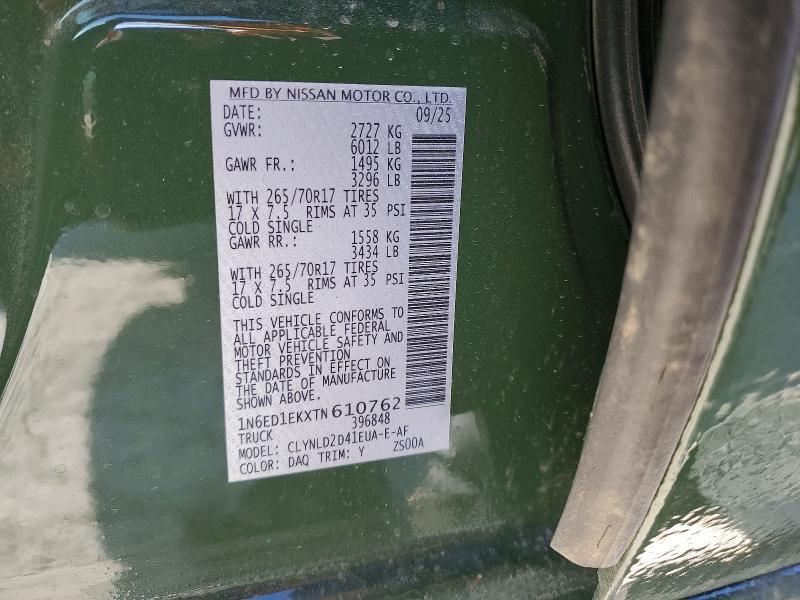 MFD BY NISSAN MOTOR CO., LTD.
DATE: 09/25
GVWR: 2727 KG
6012 LB
GAWR FR.: 1495 KG
3296 LB
WITH 265/70R17 TIRES
17 X 7.5 RIMS AT 35 PSI
COLD SINGLE
GAWR RR.: 1558 KG
3434 LB
WITH 265/70R17 TIRES
17 X 7.5 RIMS AT 35 PSI
COLD SINGLE
THIS VEHICLE CONFORMS TO
ALL APPLICABLE FEDERAL
MOTOR VEHICLE SAFETY AND
THEFT PREVENTION
STANDARDS IN EFFECT ON
THE DATE OF MANUFACTURE
SHOWN ABOVE.
1N6ED1EKXTN610762
TRUCK 396848
MODEL: CLYNLD2D41EUA-E-AF
COLOR: DAQ TRIM: Y ZS00A